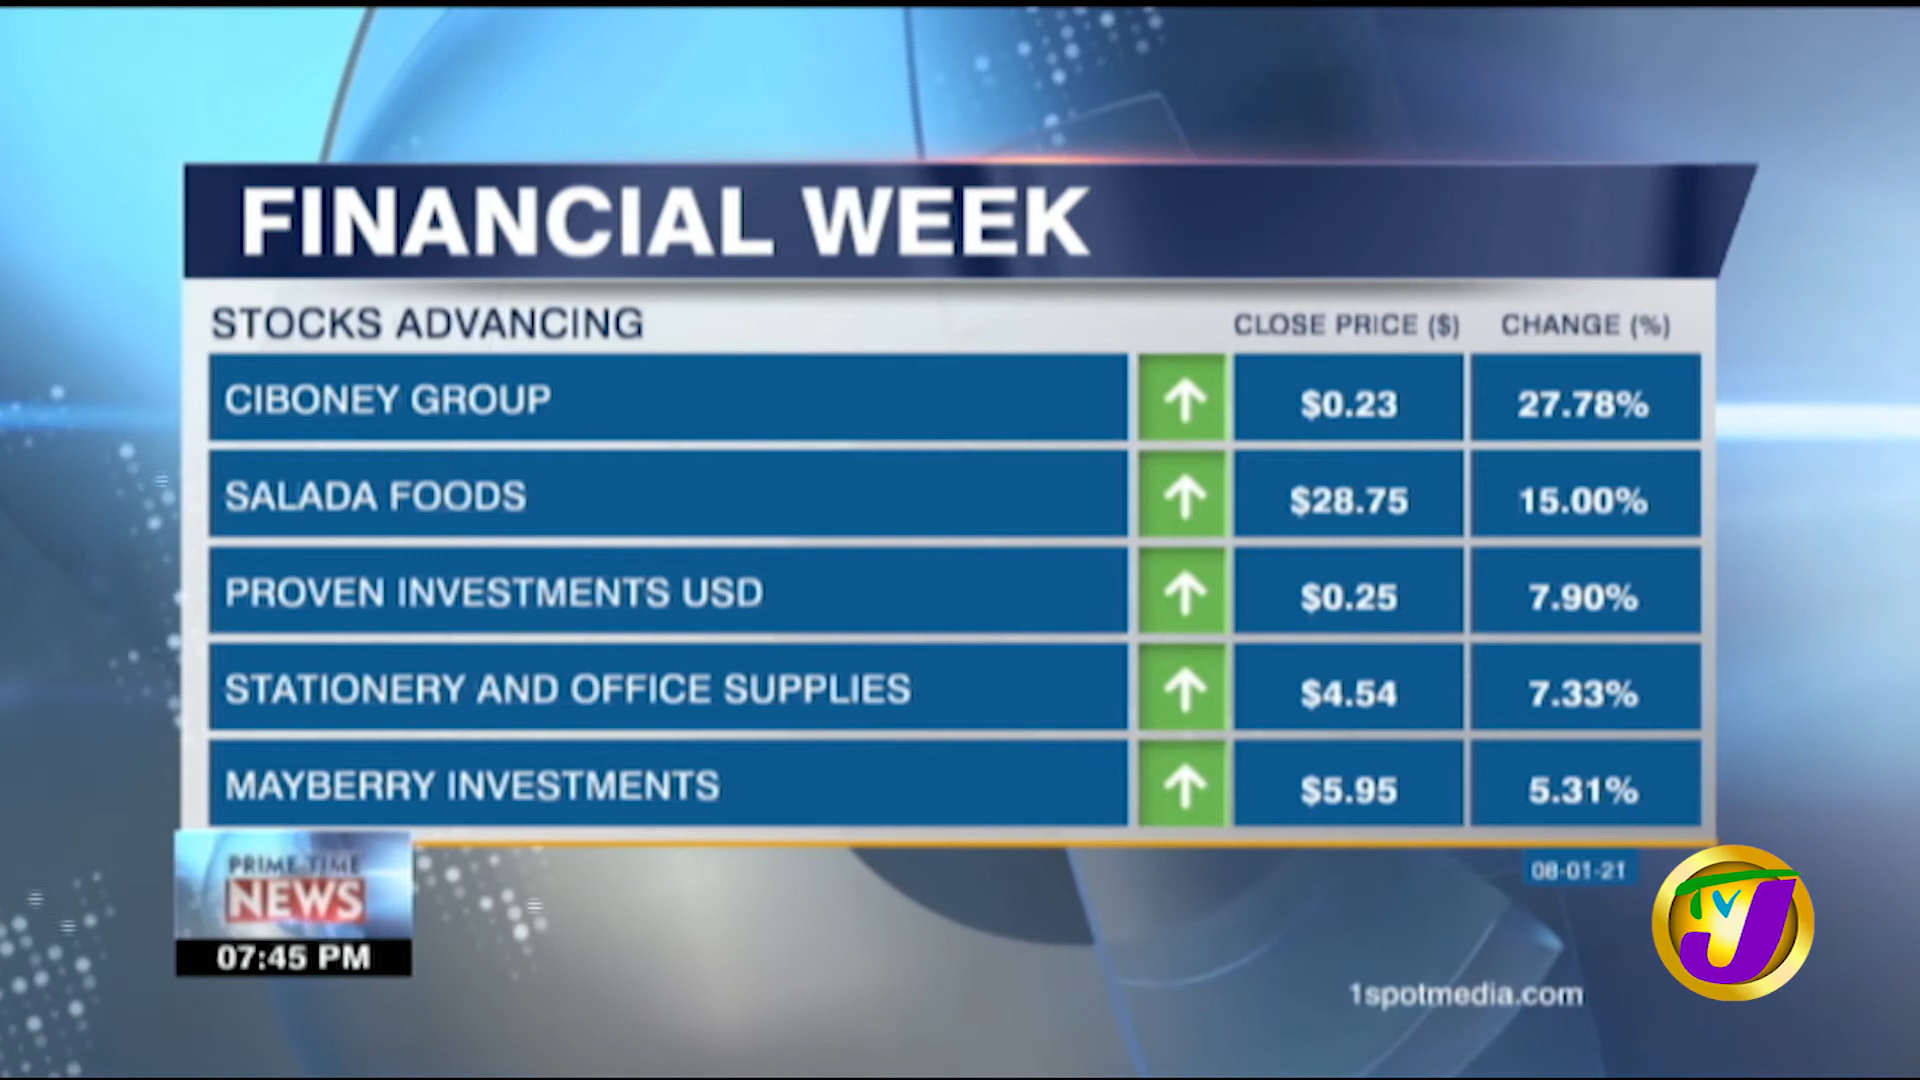 FINANCIAL WEEK
STOCKS ADVANCING CLOSE PRICE ($) CHANGE (%)
CIBONEY GROUP $0.23 27.78%
SALADA FOODS $28.75 15.00%
PROVEN INVESTMENTS USD $0.25 7.90%
STATIONERY AND OFFICE SUPPLIES $4.54 7.33%
MAYBERRY INVESTMENTS $5.95 5.31%
PRIME TIME
NEWS
07:45 PM
08-01-21
TVJ
1spotmedia.com